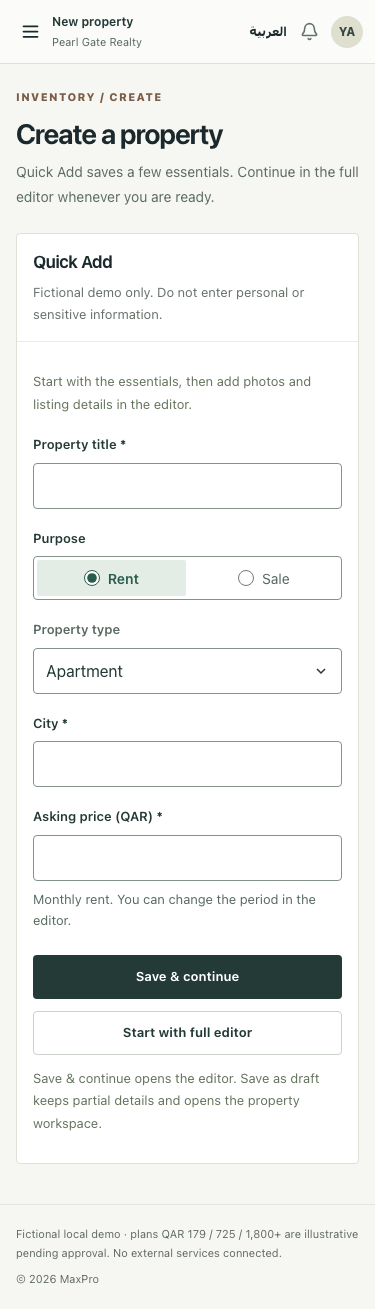 New property
Pearl Gate Realty
العربية
YA
INVENTORY / CREATE
Create a property
Quick Add saves a few essentials. Continue in the full
editor whenever you are ready.
Quick Add
Fictional demo only. Do not enter personal or
sensitive information.
Start with the essentials, then add photos and
listing details in the editor.
Property title *
Purpose
Rent
Sale
Property type
Apartment
City *
Asking price (QAR) *
Monthly rent. You can change the period in the
editor.
Save & continue
Start with full editor
Save & continue opens the editor. Save as draft
keeps partial details and opens the property
workspace.
Fictional local demo · plans QAR 179 / 725 / 1,800+ are illustrative
pending approval. No external services connected.
© 2026 MaxPro